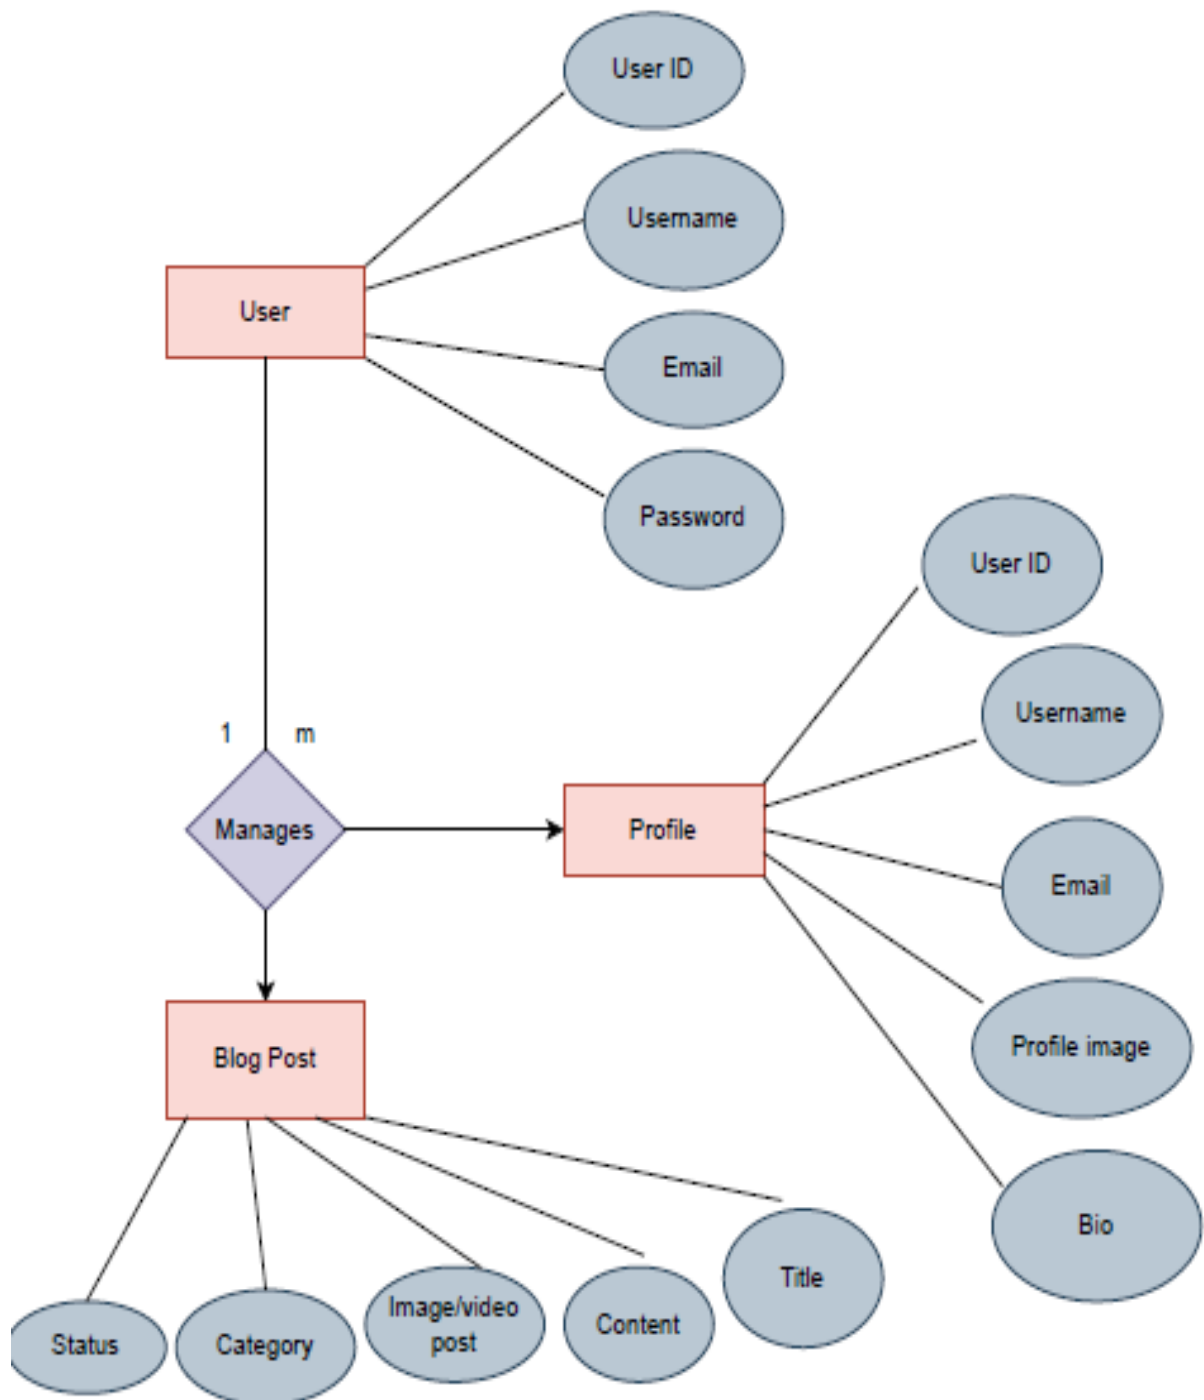 User ID
Username
User
Email
Password
User ID
Username
1 m
Manages
Profile
Email
Profile image
Blog Post
Bio
Title
Image/video
post
Content
Status
Category